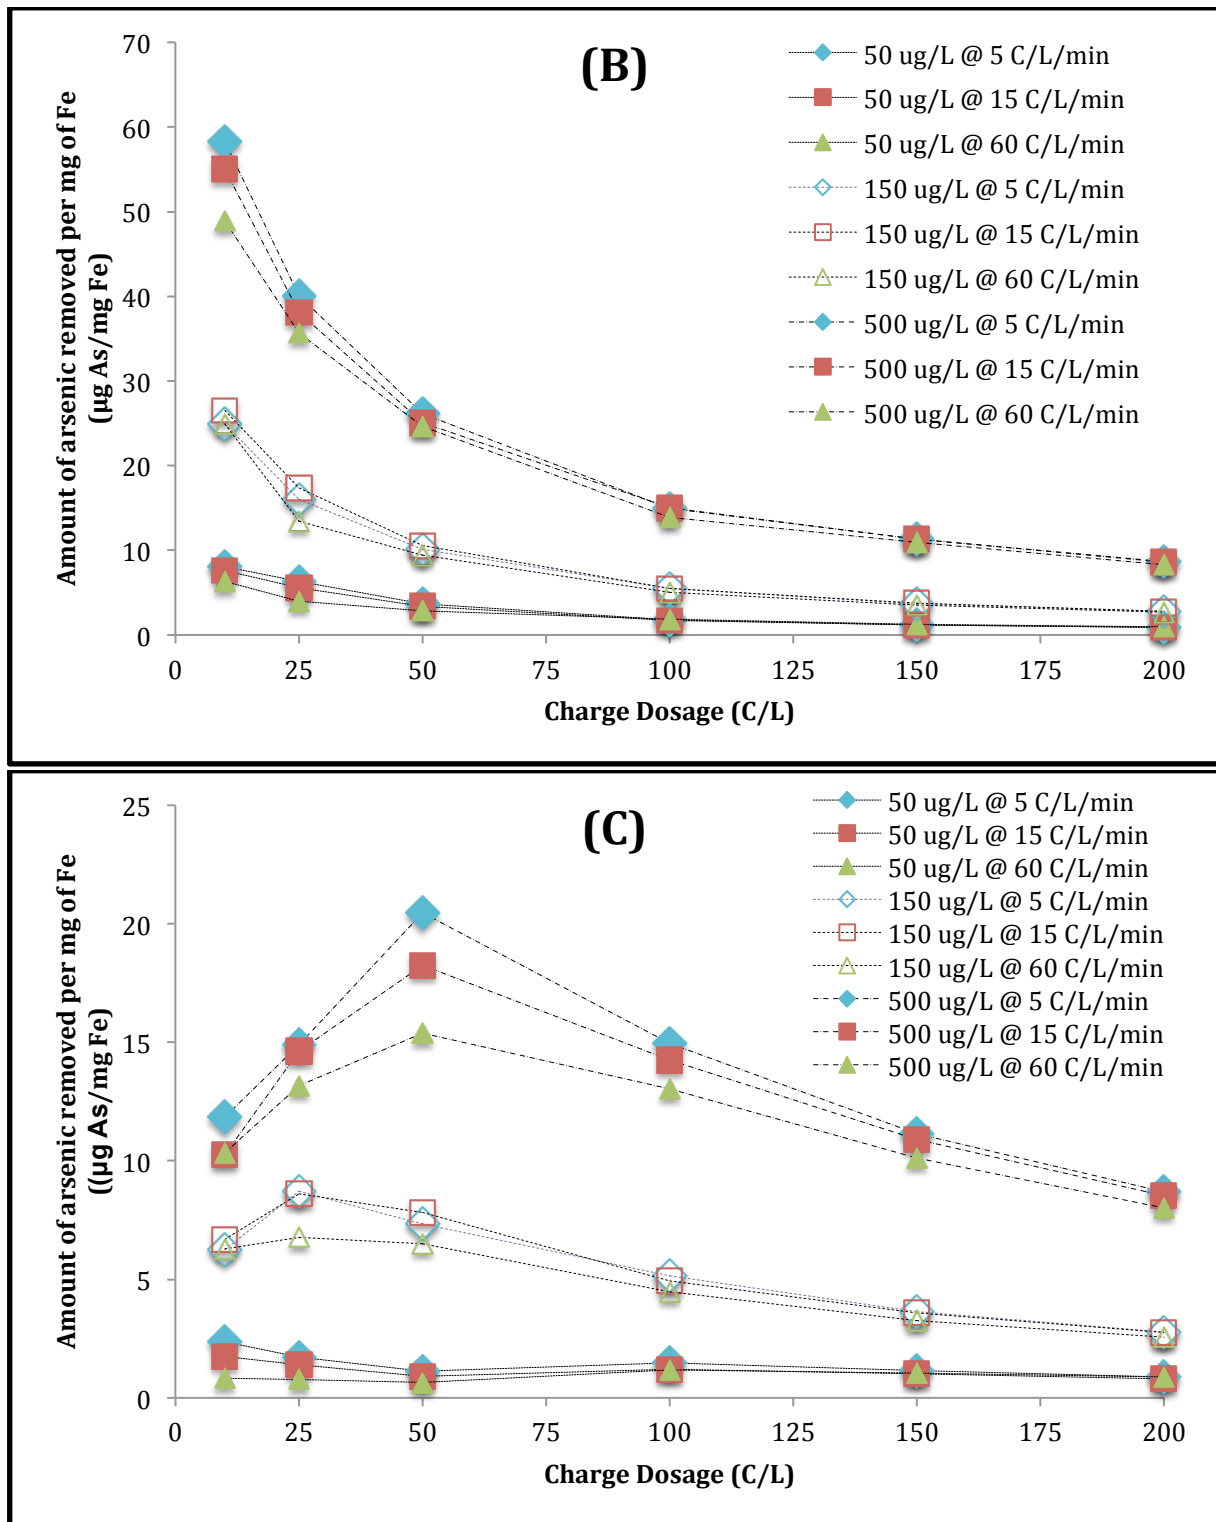 (B)
Amount of arsenic removed per mg of Fe
(µg As/mg Fe)
70
60
50
40
30
20
10
0
0 25 50 75 100 125 150 175 200
Charge Dosage (C/L)
50 ug/L @ 5 C/L/min
50 ug/L @ 15 C/L/min
50 ug/L @ 60 C/L/min
150 ug/L @ 5 C/L/min
150 ug/L @ 15 C/L/min
150 ug/L @ 60 C/L/min
500 ug/L @ 5 C/L/min
500 ug/L @ 15 C/L/min
500 ug/L @ 60 C/L/min
(C)
Amount of arsenic removed per mg of Fe
((µg As/mg Fe)
25
20
15
10
5
0
0 25 50 75 100 125 150 175 200
Charge Dosage (C/L)
50 ug/L @ 5 C/L/min
50 ug/L @ 15 C/L/min
50 ug/L @ 60 C/L/min
150 ug/L @ 5 C/L/min
150 ug/L @ 15 C/L/min
150 ug/L @ 60 C/L/min
500 ug/L @ 5 C/L/min
500 ug/L @ 15 C/L/min
500 ug/L @ 60 C/L/min